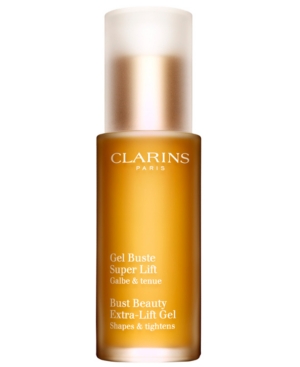 CLARINS
PARIS
Gel Buste
Super Lift
Galbe & tenue
Bust Beauty
Extra-Lift Gel
Shapes & tightens